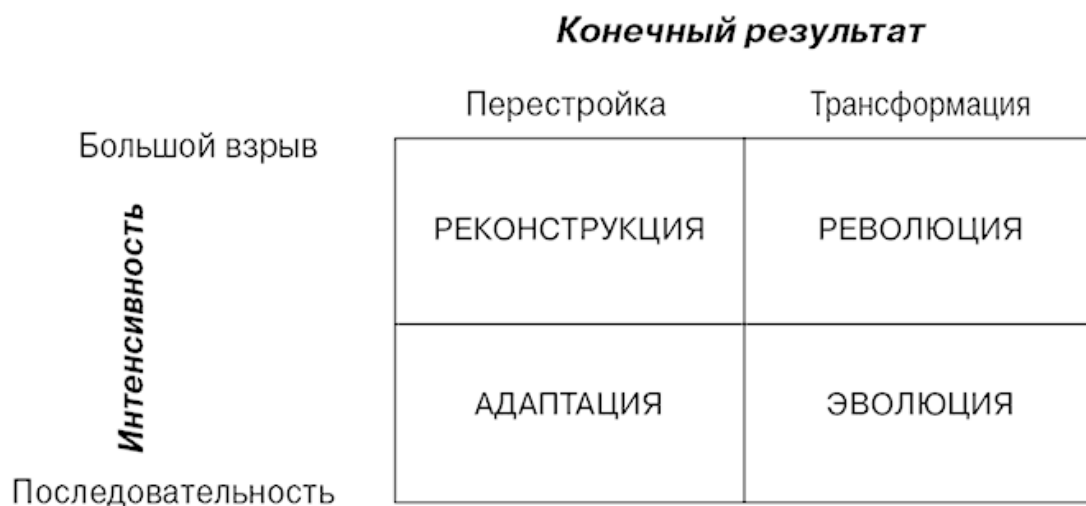 Конечный результат
Перестройка Трансформация
Большой взрыв
Интенсивность
РЕКОНСТРУКЦИЯ РЕВОЛЮЦИЯ
АДАПТАЦИЯ ЭВОЛЮЦИЯ
Последовательность